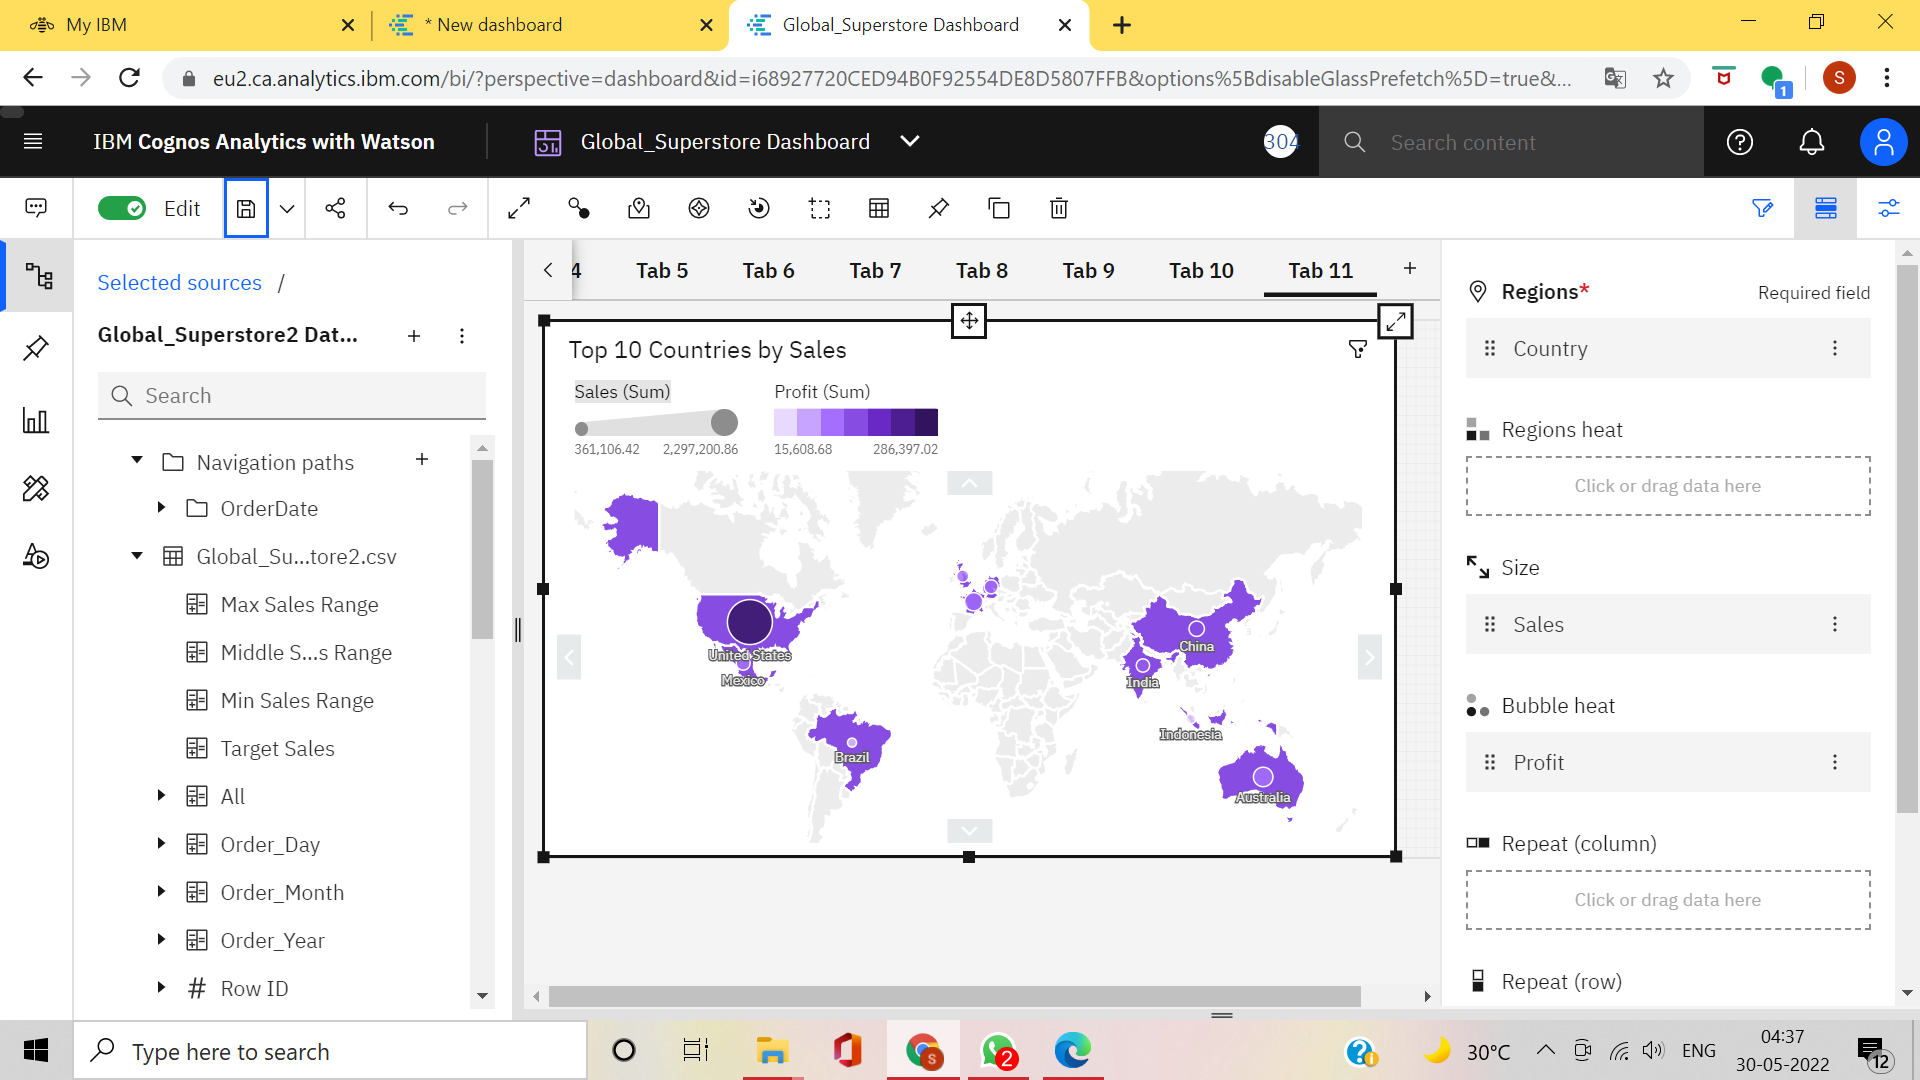 My IBM
* New dashboard
Global_Superstore Dashboard
eu2.ca.analytics.ibm.com/bi/?perspective=dashboard&id=i68927720CED94B0F92554DE8D5807FFB&options%5BdisableGlassPrefetch%5D=true&...
1
S
IBM Cognos Analytics with Watson
Global_Superstore Dashboard
304
Search content
Edit
Selected sources /
Global_Superstore2 Dat...
Search
Navigation paths
OrderDate
Global_Su...tore2.csv
Max Sales Range
Middle S...s Range
Min Sales Range
Target Sales
All
Order_Day
Order_Month
Order_Year
Row ID
4
Tab 5
Tab 6
Tab 7
Tab 8
Tab 9
Tab 10
Tab 11
Top 10 Countries by Sales
Sales (Sum)
Profit (Sum)
361,106.42
2,297,200.86
15,608.68
286,397.02
United States
Mexico
Brazil
China
India
Indonesia
Australia
Regions*
Required field
Country
Regions heat
Click or drag data here
Size
Sales
Bubble heat
Profit
Repeat (column)
Click or drag data here
Repeat (row)
Type here to search
S
2
30°C
ENG
04:37
30-05-2022
12